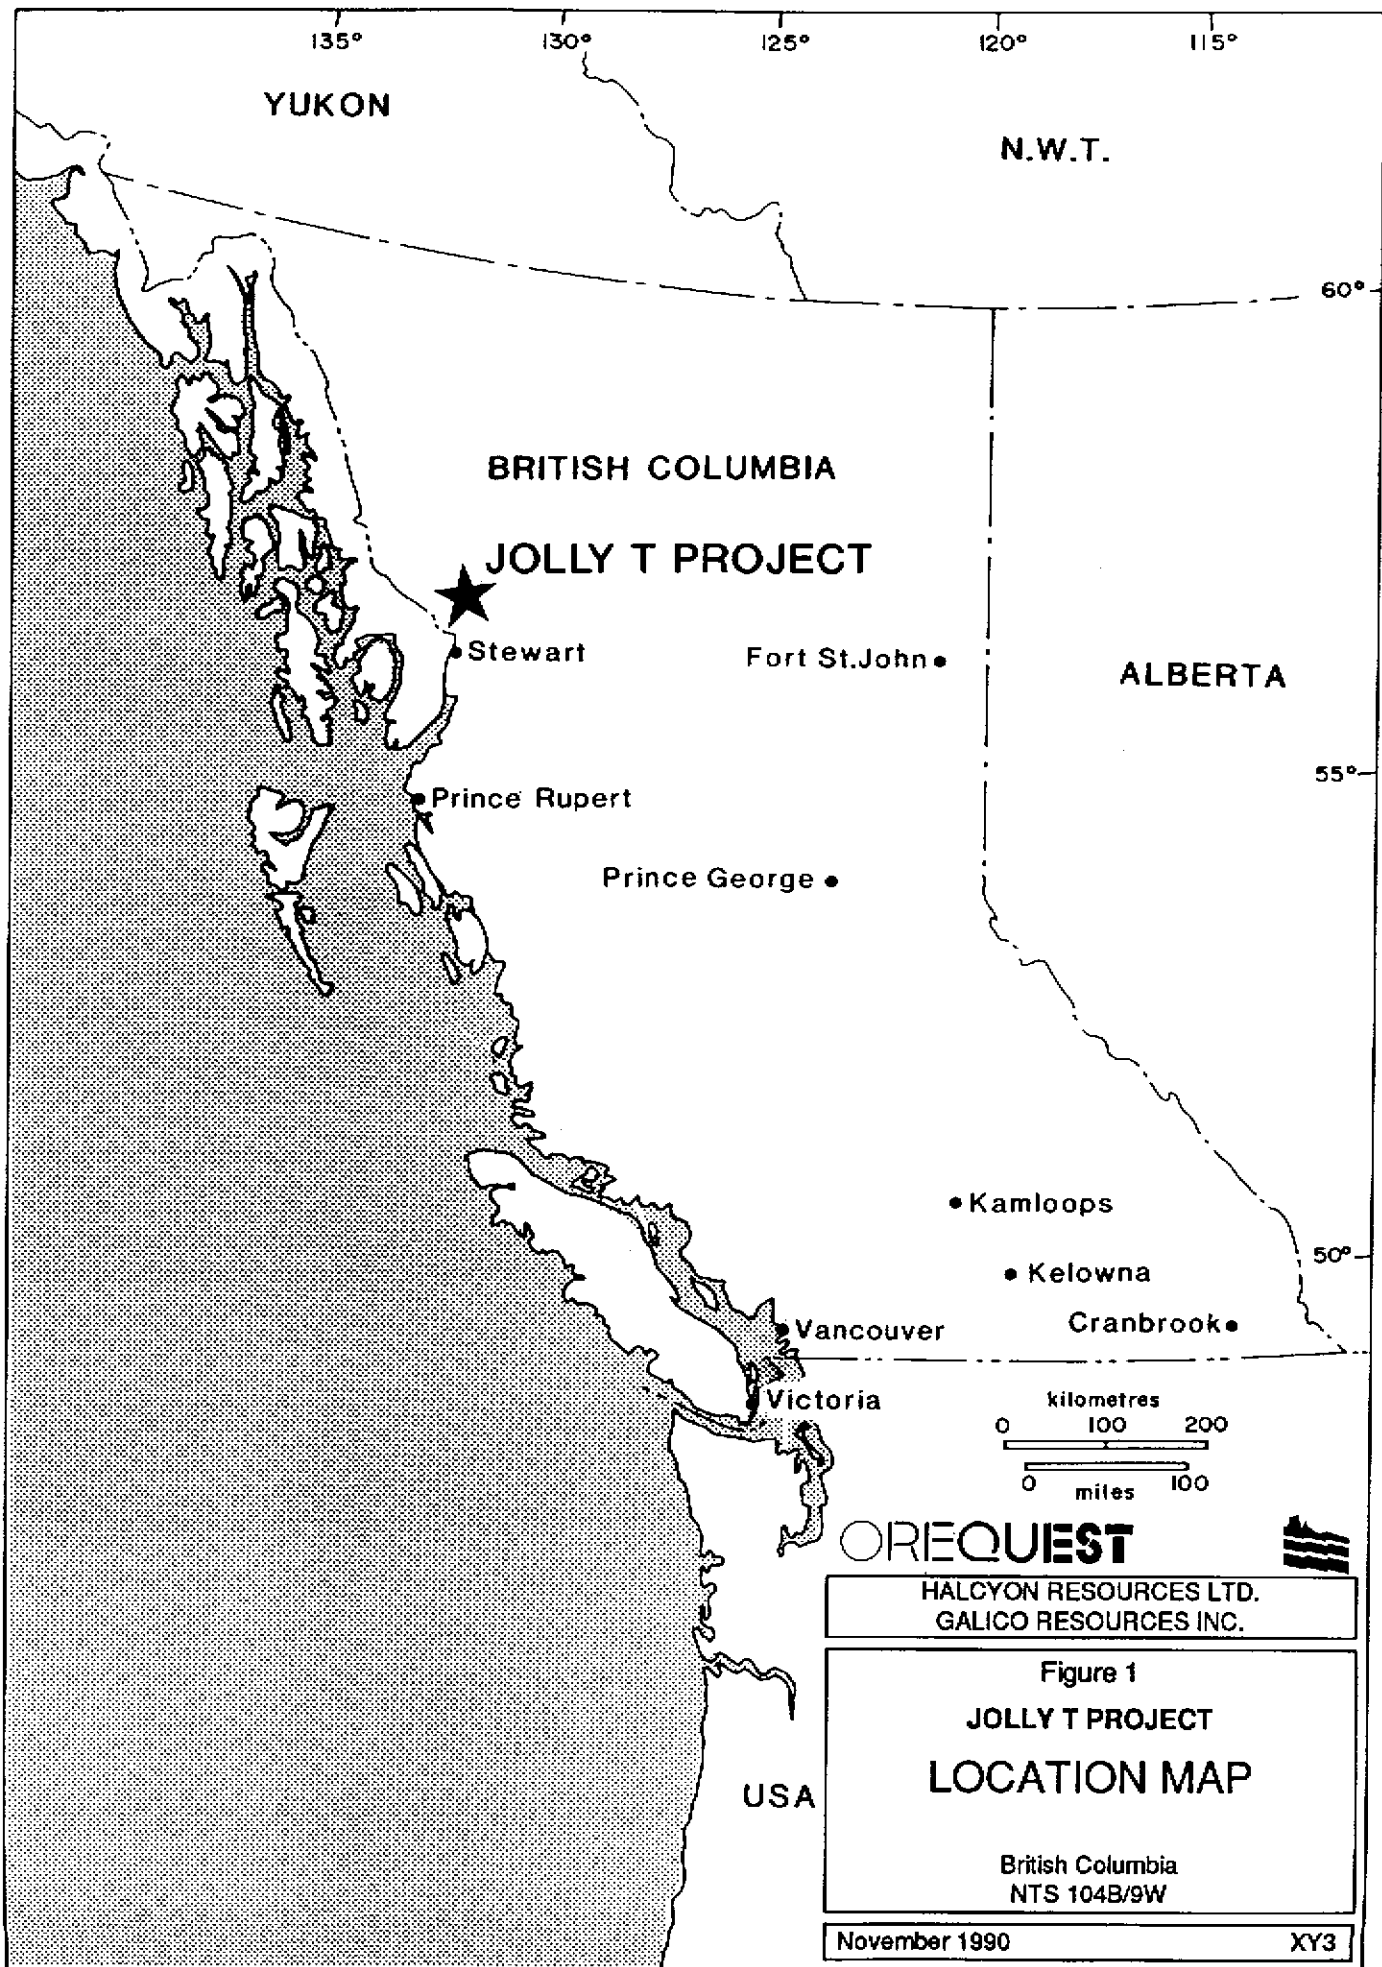 135° 130° 125° 120° 115°
YUKON
N.W.T.
60°
BRITISH COLUMBIA
JOLLY T PROJECT
Stewart
Fort St.John
ALBERTA
55°
Prince Rupert
Prince George
Kamloops
50°
Kelowna
Cranbrook
Vancouver
Victoria
kilometres
0 100 200
0 miles 100
OREQUEST
HALCYON RESOURCES LTD.
GALICO RESOURCES INC.
Figure 1
JOLLY T PROJECT
LOCATION MAP
USA
British Columbia
NTS 104B/9W
November 1990 XY3